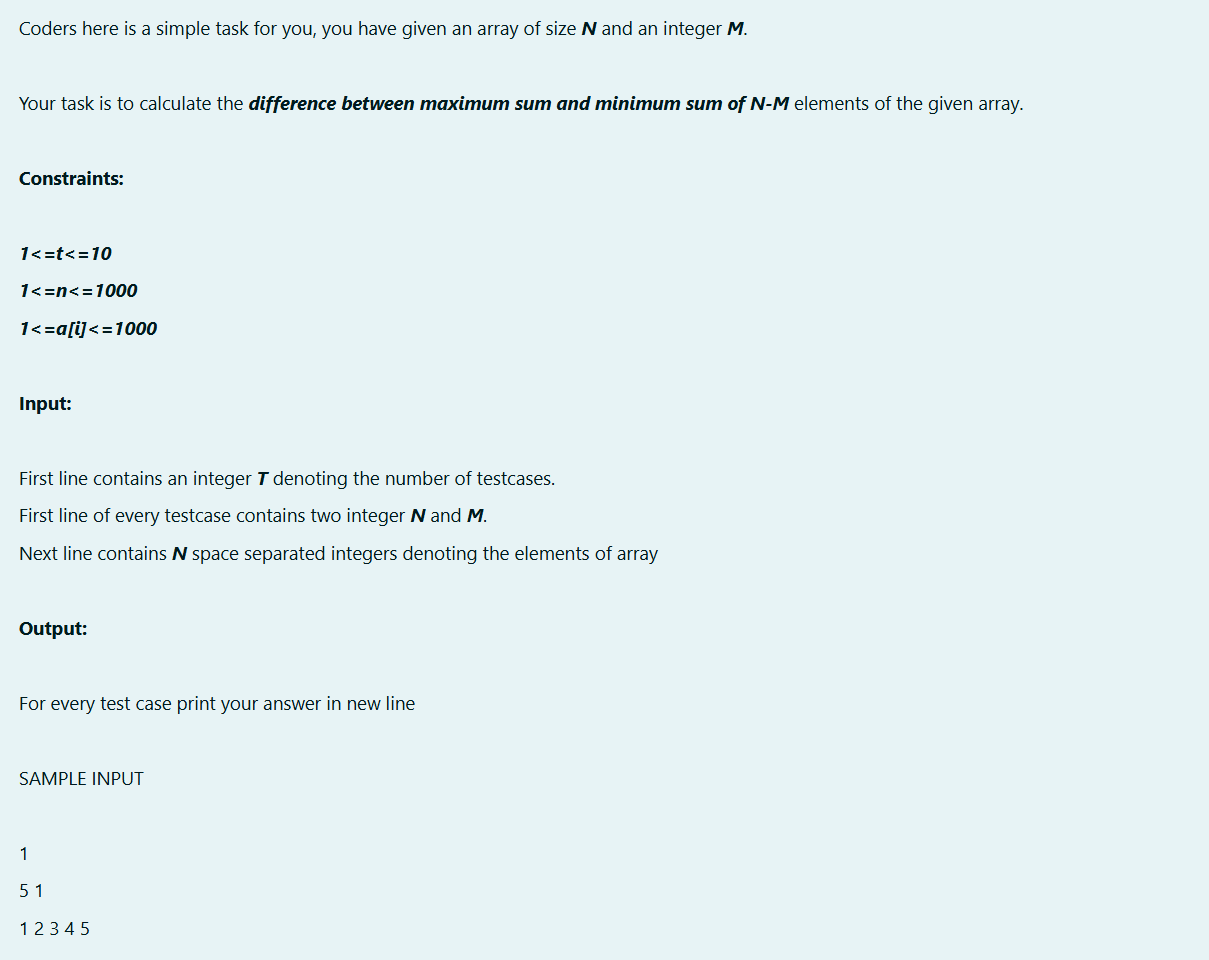 Coders here is a simple task for you, you have given an array of size N and an integer M.
Your task is to calculate the difference between maximum sum and minimum sum of N-M elements of the given array.
Constraints:
1<=t<=10
1<=n<=1000
1<=a[i]<=1000
Input:
First line contains an integer T denoting the number of testcases.
First line of every testcase contains two integer N and M.
Next line contains N space separated integers denoting the elements of array
Output:
For every test case print your answer in new line
SAMPLE INPUT
1
5 1
1 2 3 4 5